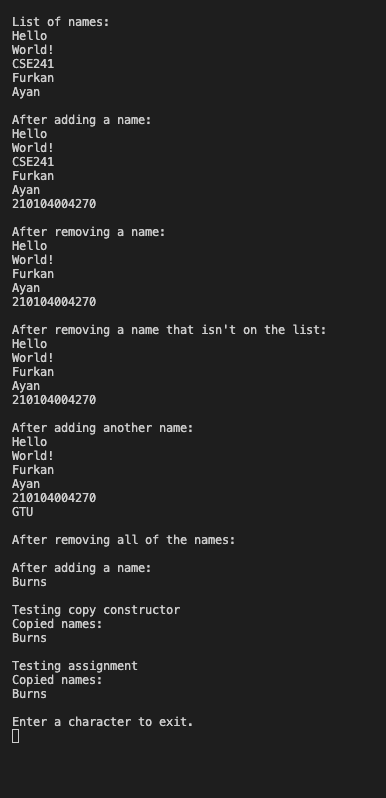 List of names:
Hello
World!
CSE241
Furkan
Ayan

After adding a name:
Hello
World!
CSE241
Furkan
Ayan
210104004270

After removing a name:
Hello
World!
Furkan
Ayan
210104004270

After removing a name that isn't on the list:
Hello
World!
Furkan
Ayan
210104004270

After adding another name:
Hello
World!
Furkan
Ayan
210104004270
GTU

After removing all of the names:

After adding a name:
Burns

Testing copy constructor
Copied names:
Burns

Testing assignment
Copied names:
Burns

Enter a character to exit.